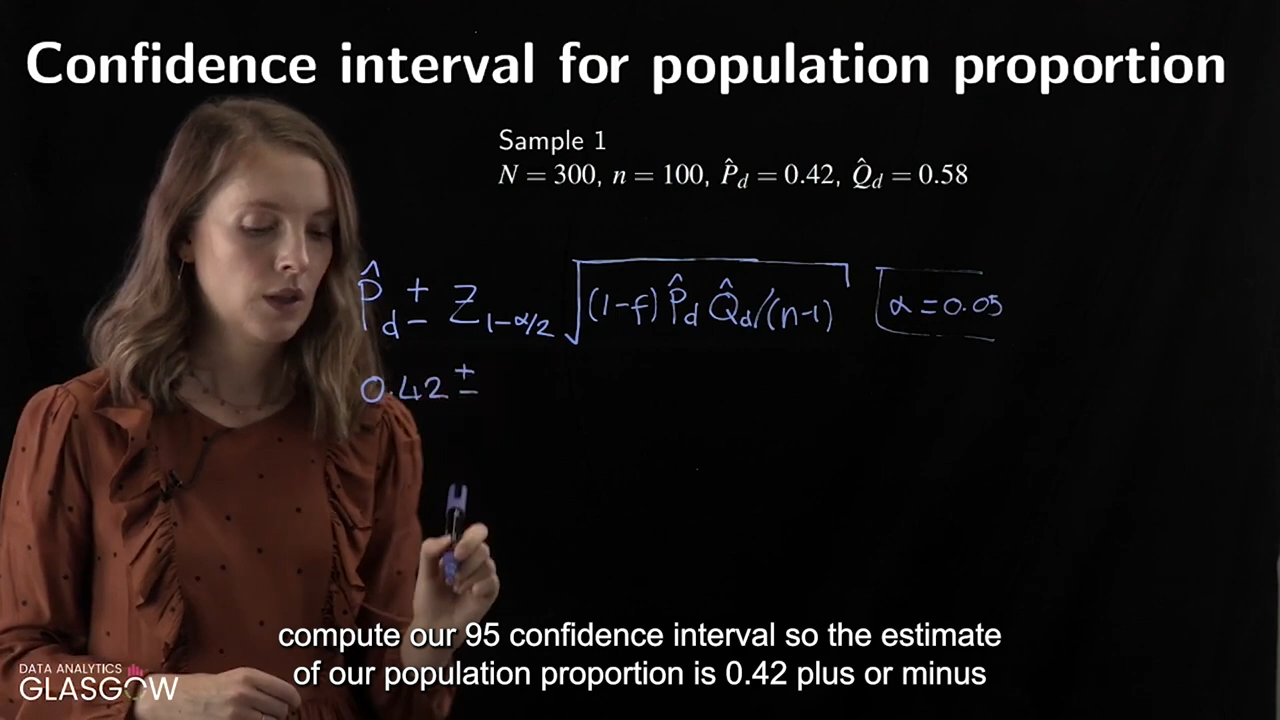 Confidence interval for population proportion
Sample 1
N = 300, n = 100, P̂d = 0.42, Q̂d = 0.58
P̂d ± Z1-α/2 √(1-f) P̂d Q̂d/(n-1) α = 0.05
0.42 ±
compute our 95 confidence interval so the estimate
of our population proportion is 0.42 plus or minus
DATA ANALYTICS
GLASGOW